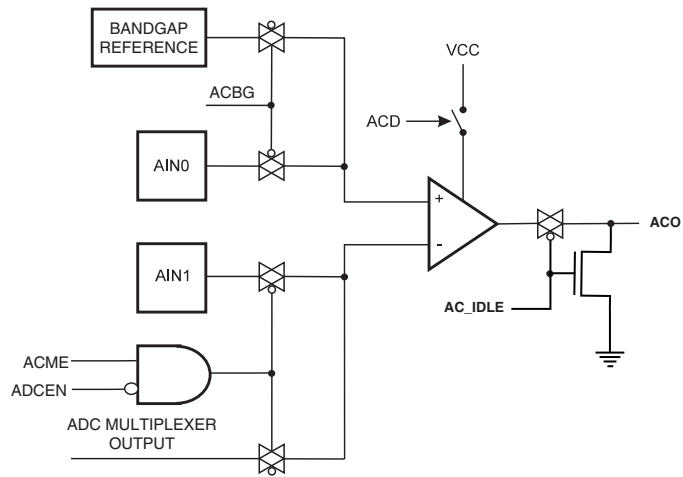 BANDGAP
REFERENCE
VCC
ACBG
ACD
AIN0
+
-
ACO
AIN1
AC_IDLE
ACME
ADCEN
ADC MULTIPLEXER
OUTPUT